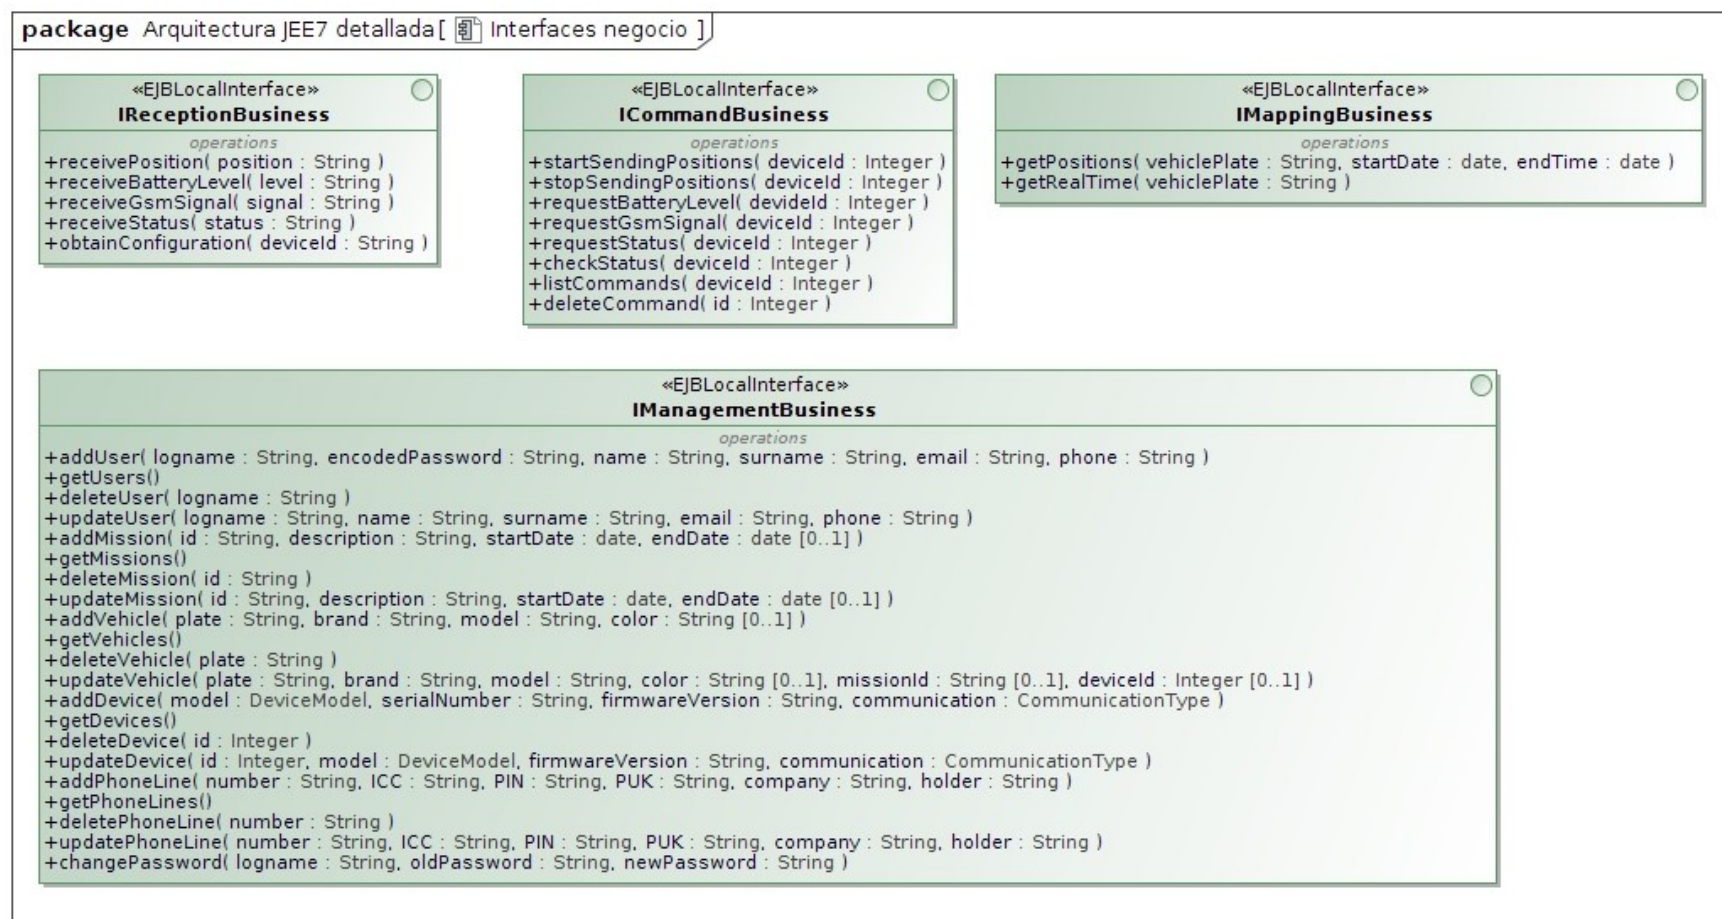 package Arquitectura JEE7 detallada[ Interfaces negocio ]
«EJBLocalInterface»
IReceptionBusiness
operations
+receivePosition( position : String )
+receiveBatteryLevel( level : String )
+receiveGsmSignal( signal : String )
+receiveStatus( status : String )
+obtainConfiguration( deviceId : String )
«EJBLocalInterface»
ICommandBusiness
operations
+startSendingPositions( deviceId : Integer )
+stopSendingPositions( deviceId : Integer )
+requestBatteryLevel( devideId : Integer )
+requestGsmSignal( deviceId : Integer )
+requestStatus( deviceId : Integer )
+checkStatus( deviceId : Integer )
+listCommands( deviceId : Integer )
+deleteCommand( id : Integer )
«EJBLocalInterface»
IMappingBusiness
operations
+getPositions( vehiclePlate : String, startDate : date, endTime : date )
+getRealTime( vehiclePlate : String )
«EJBLocalInterface»
IManagementBusiness
operations
+addUser( logname : String, encodedPassword : String, name : String, surname : String, email : String, phone : String )
+getUsers()
+deleteUser( logname : String )
+updateUser( logname : String, name : String, surname : String, email : String, phone : String )
+addMission( id : String, description : String, startDate : date, endDate : date [0..1] )
+getMissions()
+deleteMission( id : String )
+updateMission( id : String, description : String, startDate : date, endDate : date [0..1] )
+addVehicle( plate : String, brand : String, model : String, color : String [0..1] )
+getVehicles()
+deleteVehicle( plate : String )
+updateVehicle( plate : String, brand : String, model : String, color : String [0..1], missionId : String [0..1], deviceId : Integer [0..1] )
+addDevice( model : DeviceModel, serialNumber : String, firmwareVersion : String, communication : CommunicationType )
+getDevices()
+deleteDevice( id : Integer )
+updateDevice( id : Integer, model : DeviceModel, firmwareVersion : String, communication : CommunicationType )
+addPhoneLine( number : String, ICC : String, PIN : String, PUK : String, company : String, holder : String )
+getPhoneLines()
+deletePhoneLine( number : String )
+updatePhoneLine( number : String, ICC : String, PIN : String, PUK : String, company : String, holder : String )
+changePassword( logname : String, oldPassword : String, newPassword : String )